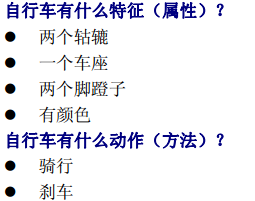 自行车有什么特征（属性）？
● 两个轱辘
● 一个车座
● 两个脚蹬子
● 有颜色
自行车有什么动作（方法）？
● 骑行
● 刹车